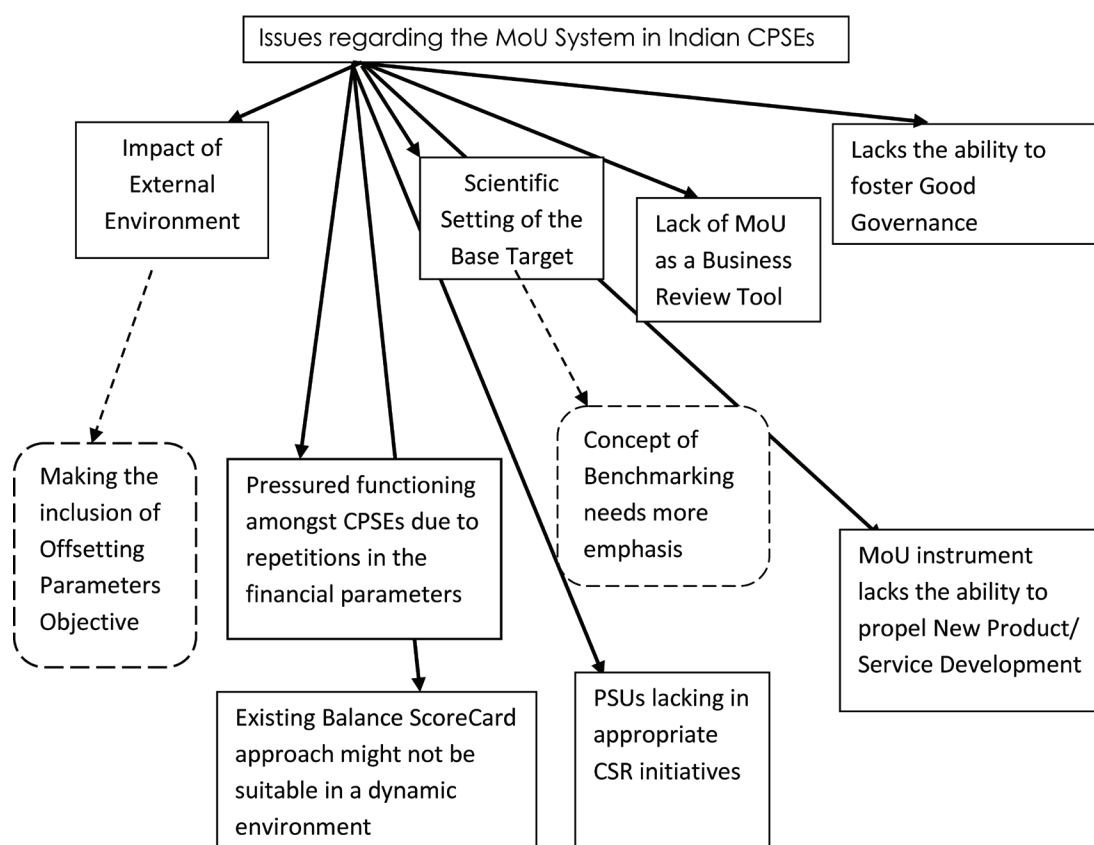 Issues regarding the MoU System in Indian CPSEs
Impact of
External
Environment
Scientific
Setting of the
Base Target
Lack of MoU
as a Business
Review Tool
Lacks the ability to
foster Good
Governance
Making the
inclusion of
Offsetting
Parameters
Objective
Pressured functioning
amongst CPSEs due to
repetitions in the
financial parameters
Concept of
Benchmarking
needs more
emphasis
MoU instrument
lacks the ability to
propel New Product/
Service Development
Existing Balance ScoreCard
approach might not be
suitable in a dynamic
environment
PSUs lacking in
appropriate
CSR initiatives